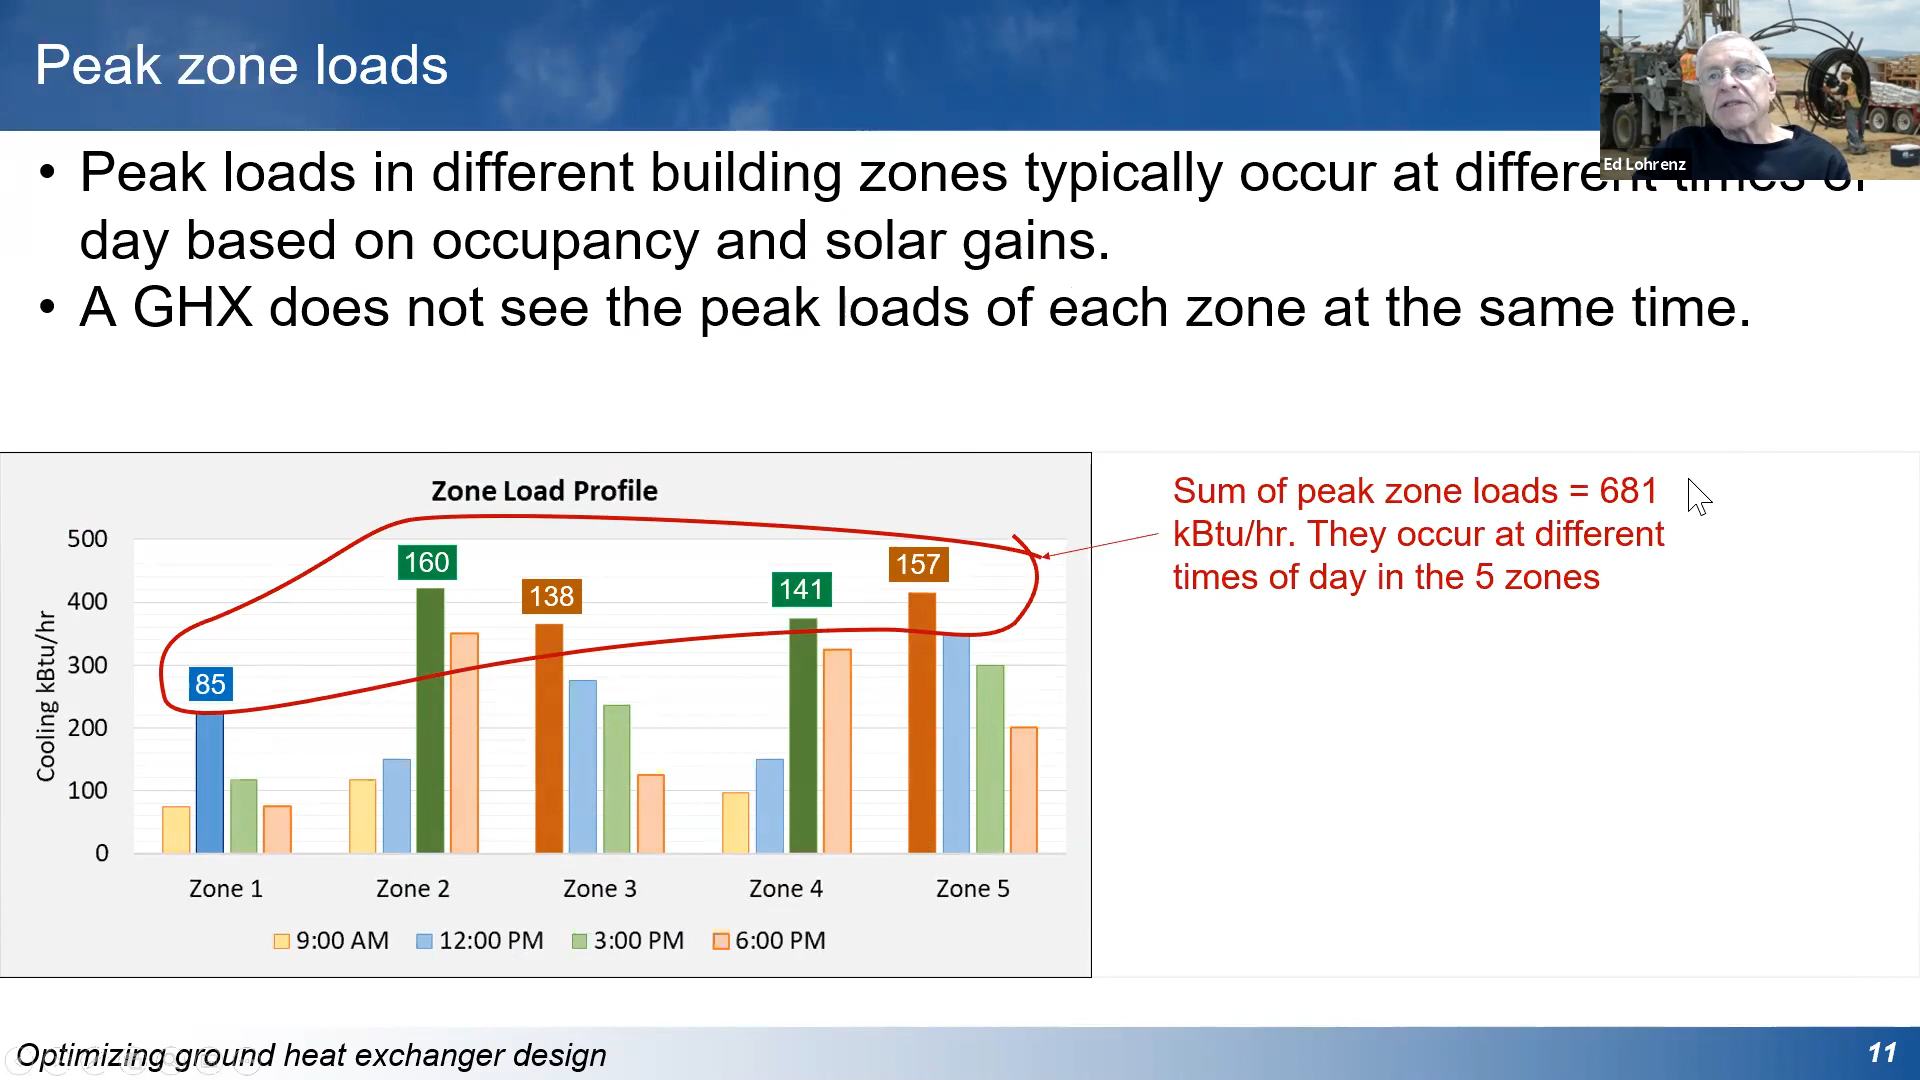 Peak zone loads
Ed Lohrenz
• Peak loads in different building zones typically occur at different times of
day based on occupancy and solar gains.
• A GHX does not see the peak loads of each zone at the same time.
Zone Load Profile
Sum of peak zone loads = 681
kBtu/hr. They occur at different
times of day in the 5 zones
Cooling kBtu/hr
500
400
300
200
100
0
85
160
138
141
157
Zone 1
Zone 2
Zone 3
Zone 4
Zone 5
9:00 AM
12:00 PM
3:00 PM
6:00 PM
Optimizing ground heat exchanger design
11